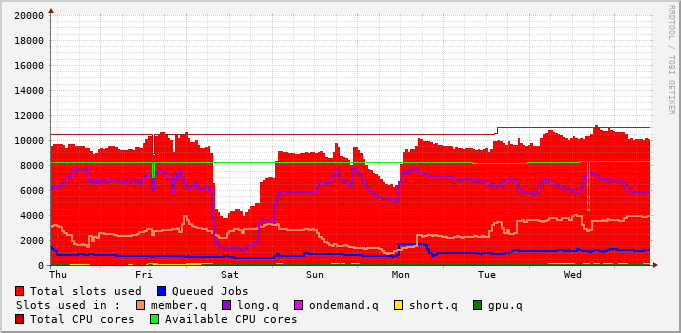 20000
18000
16000
14000
12000
10000
8000
6000
4000
2000
0
Thu Fri Sat Sun Mon Tue Wed
RRDTOOL / TOBI OETIKER
Total slots used Queued Jobs
Slots used in : member.q long.q ondemand.q short.q gpu.q
Total CPU cores Available CPU cores